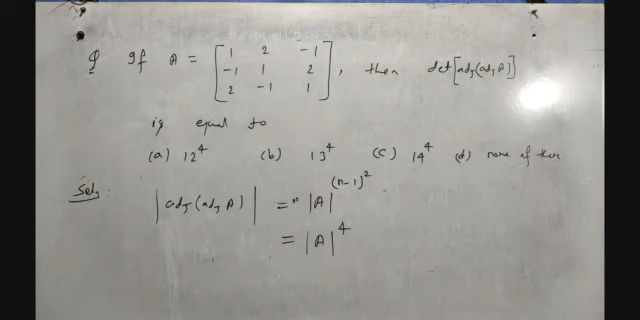 Q If A = [ 1 2 -1
-1 1 2
2 -1 1 ], then det[adj(adj A)]
is equal to
(a) 12⁴ (b) 13⁴ (c) 14⁴ (d) none of these
Sol:
|adj(adj A)| = |A|^(n-1)²
= |A|⁴